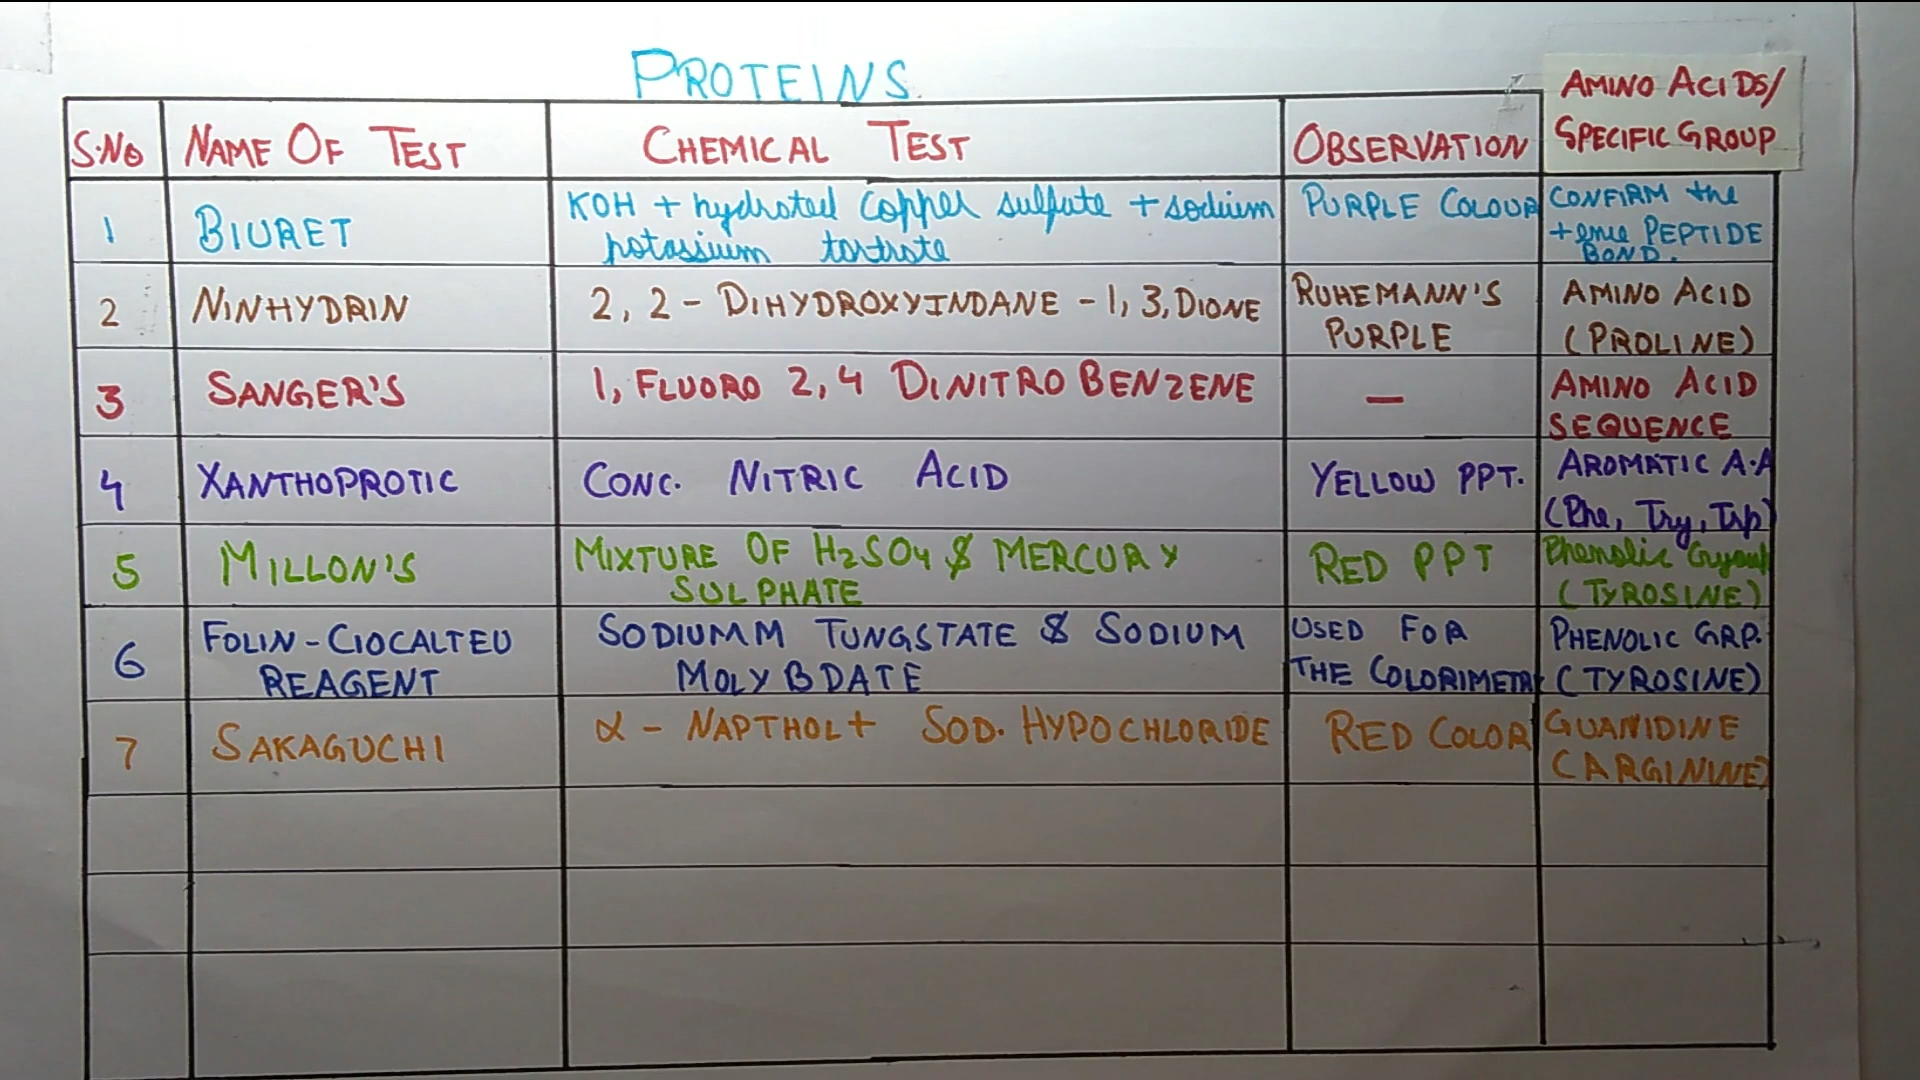 PROTEINS
S.No NAME OF TEST CHEMICAL TEST OBSERVATION AMINO ACIDS/ SPECIFIC GROUP
1 BIURET KOH + hydrated copper sulfate + sodium potassium tartrate PURPLE COLOUR CONFIRM the +ence PEPTIDE BOND.
2 NINHYDRIN 2,2-DIHYDROXYINDANE-1,3,DIONE RUHEMANN'S PURPLE AMINO ACID (PROLINE)
3 SANGER'S 1,FLUORO 2,4 DINITRO BENZENE — AMINO ACID SEQUENCE
4 XANTHOPROTIC CONC. NITRIC ACID YELLOW PPT. AROMATIC A.A (Phe, Try, Trp)
5 MILLON'S MIXTURE OF H2SO4 & MERCURY SULPHATE RED PPT Phenolic (TYROSINE)
6 FOLIN-CIOCALTEU REAGENT SODIUMM TUNGSTATE & SODIUM MOLYBDATE USED FOR THE COLORIMETR PHENOLIC GRP. (TYROSINE)
7 SAKAGUCHI α-NAPTHOL+ SOD. HYPOCHLORIDE RED COLOR GUANIDINE (ARGININE)